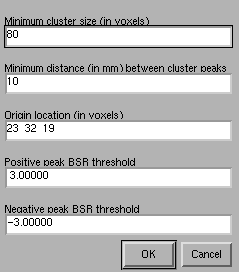 Minimum cluster size (in voxels)
80
Minimum distance (in mm) between cluster peaks
10
Origin location (in voxels)
23 32 19
Positive peak BSR threshold
3.00000
Negative peak BSR threshold
-3.00000
OK Cancel